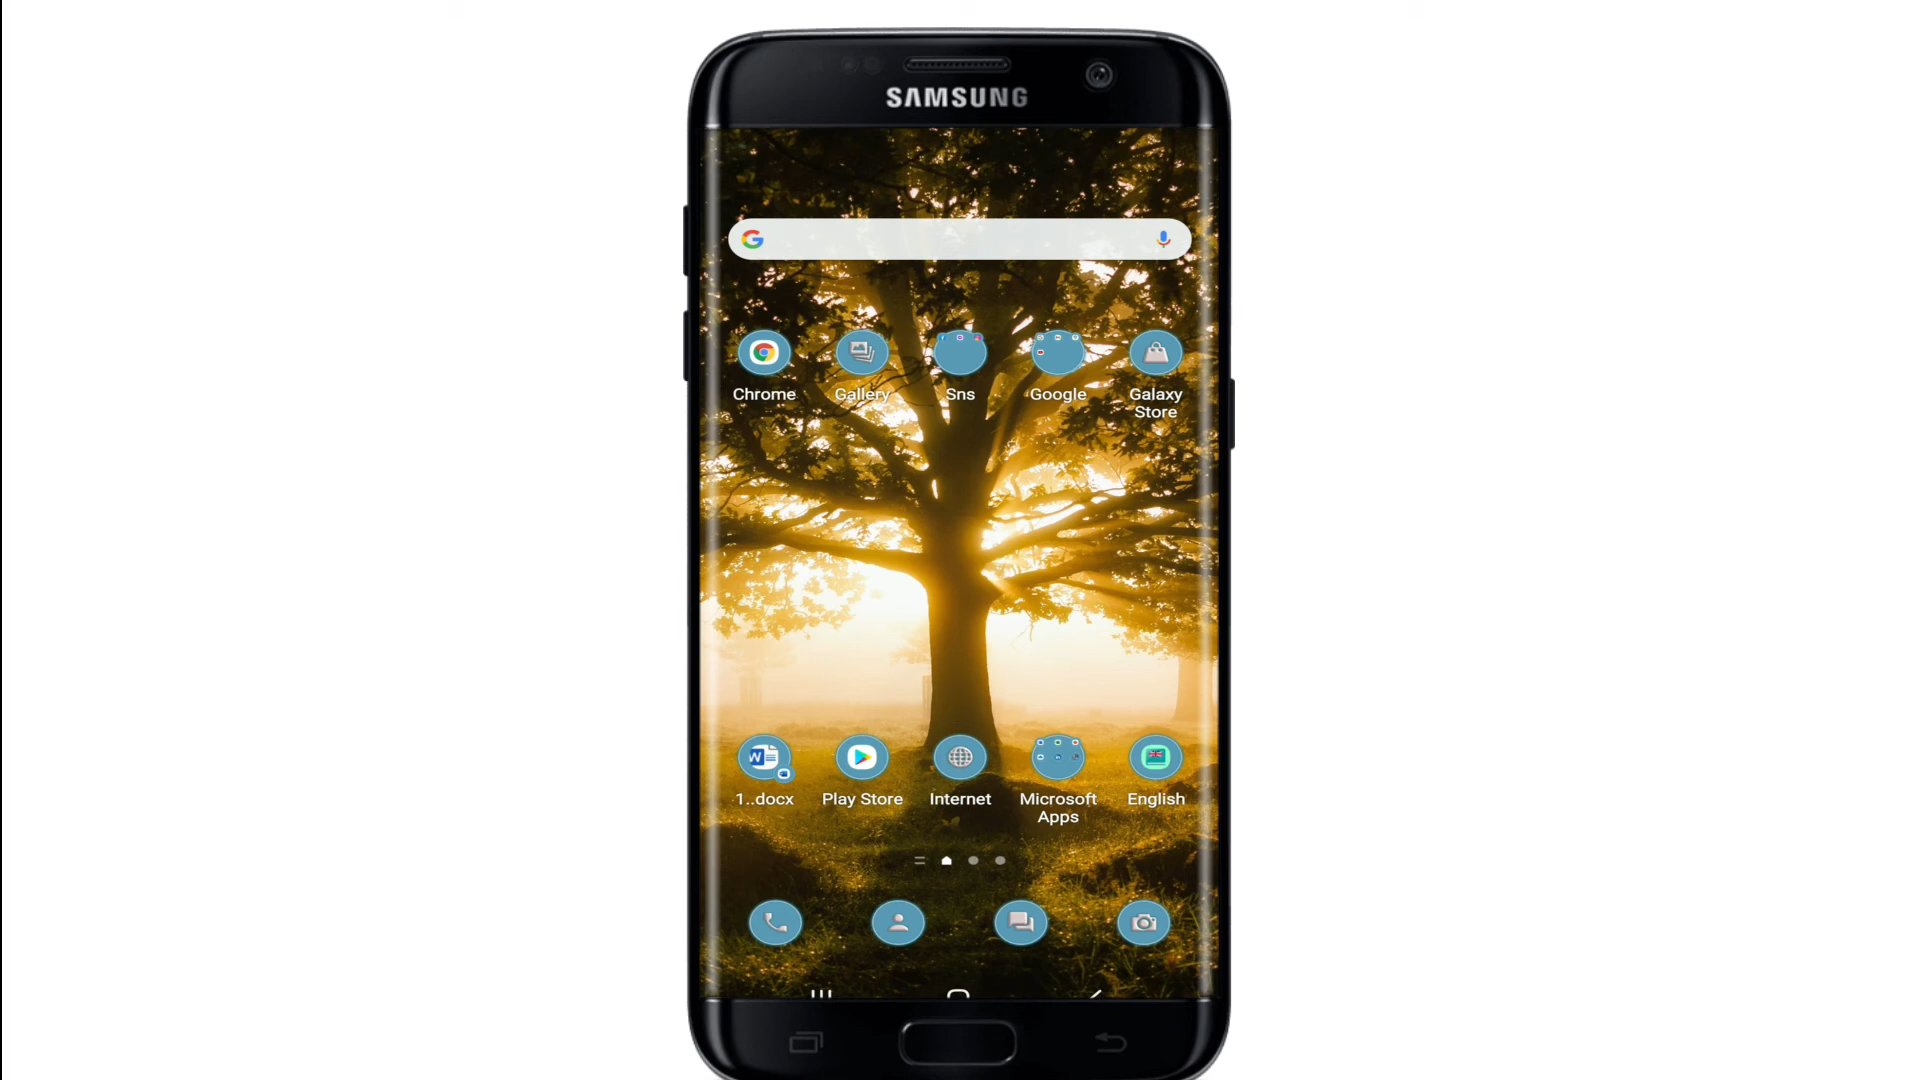 SAMSUNG
Chrome
Gallery
Sns
Google
Galaxy
Store
1..docx
Play Store
Internet
Microsoft
Apps
English